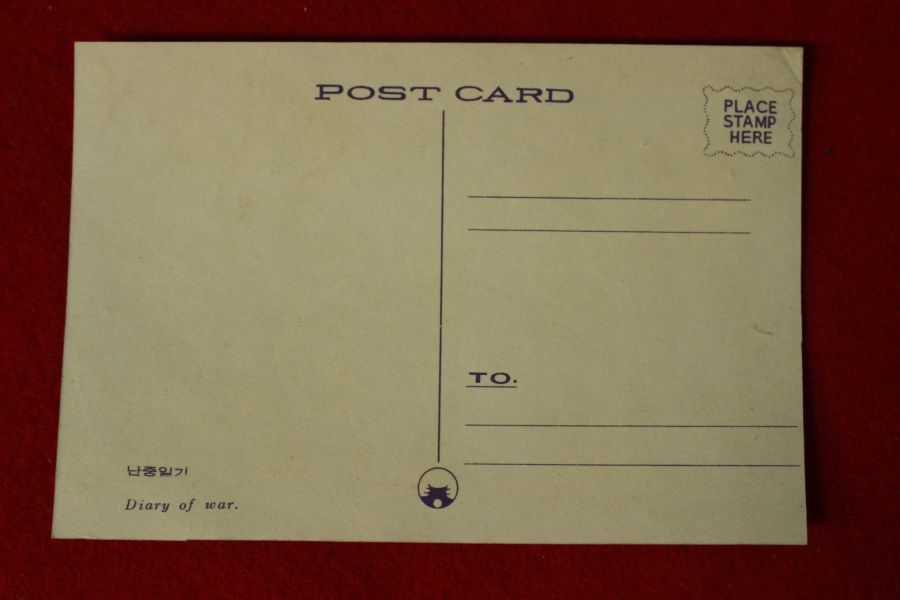 POST CARD
PLACE
STAMP
HERE
TO.
난중일기
Diary of war.